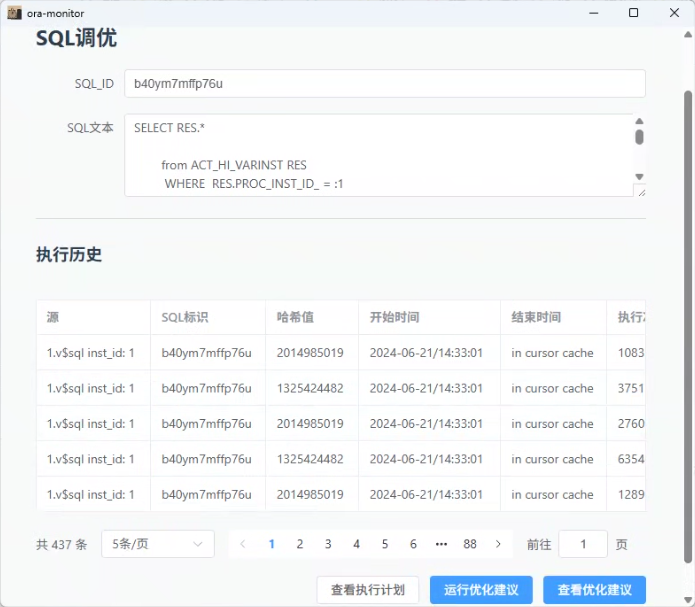 ora-monitor
SQL调优
SQL_ID
b40ym7mffp76u
SQL文本
SELECT RES.*
from ACT_HI_VARINST RES
WHERE RES.PROC_INST_ID_ = :1
执行历史
源 SQL标识 哈希值 开始时间 结束时间 执行
1.v$sql inst_id: 1 b40ym7mffp76u 2014985019 2024-06-21/14:33:01 in cursor cache 1083
1.v$sql inst_id: 1 b40ym7mffp76u 1325424482 2024-06-21/14:33:01 in cursor cache 3751
1.v$sql inst_id: 1 b40ym7mffp76u 2014985019 2024-06-21/14:33:01 in cursor cache 2760
1.v$sql inst_id: 1 b40ym7mffp76u 1325424482 2024-06-21/14:33:01 in cursor cache 6354
1.v$sql inst_id: 1 b40ym7mffp76u 2014985019 2024-06-21/14:33:01 in cursor cache 1289
共 437 条 5条/页 1 2 3 4 5 6 ••• 88 前往 1 页
查看执行计划 运行优化建议 查看优化建议